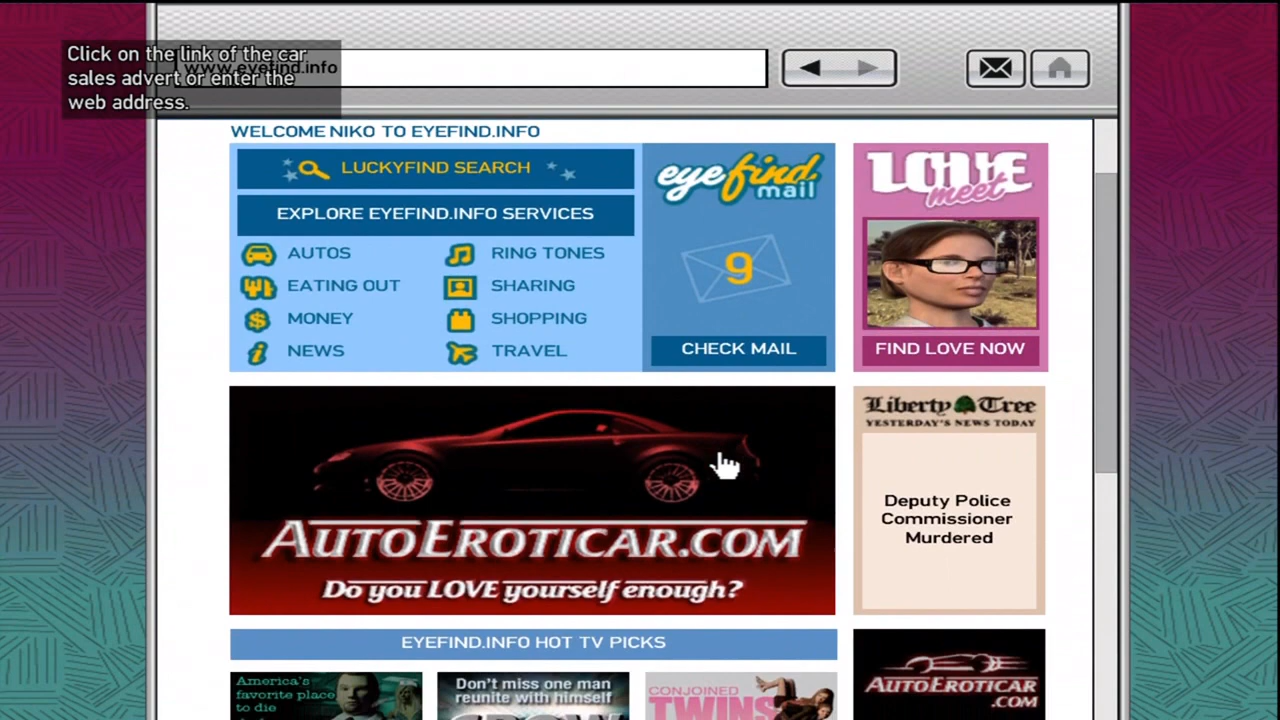 Click on the link of the car
sales advert or enter the
web address.
www.eyefind.info
WELCOME NIKO TO EYEFIND.INFO
LUCKYFIND SEARCH
EXPLORE EYEFIND.INFO SERVICES
AUTOS
RING TONES
EATING OUT
SHARING
MONEY
SHOPPING
NEWS
TRAVEL
eyefind
mail
9
CHECK MAIL
LOVE
meet
FIND LOVE NOW
AUTOEROTICAR.COM
Do you LOVE yourself enough?
Liberty Tree
YESTERDAY'S NEWS TODAY
Deputy Police
Commissioner
Murdered
EYEFIND.INFO HOT TV PICKS
America's
favorite place
to die
Don't miss one man
reunite with himself
CONJOINED
TWINS
AUTOEROTICAR
.COM